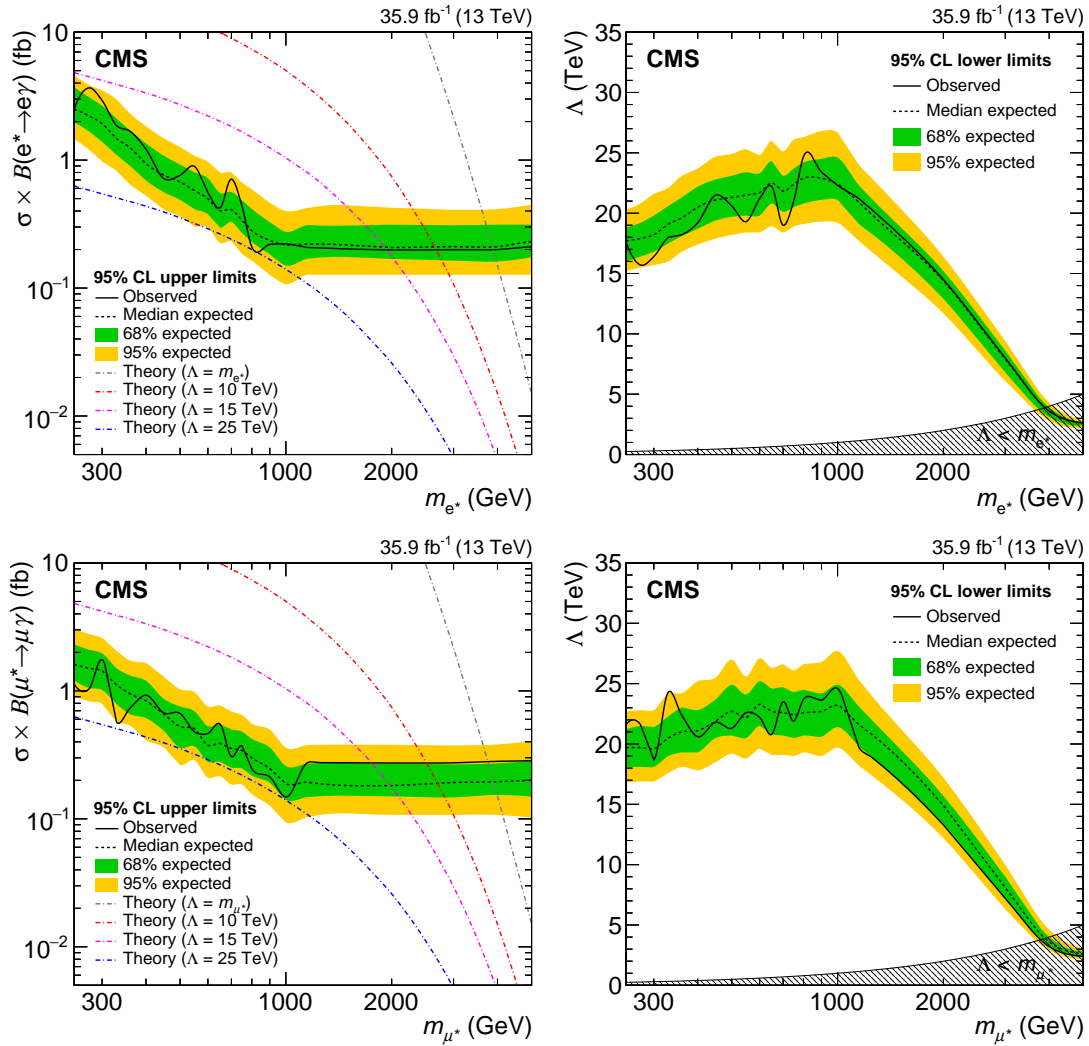 35.9 fb⁻¹ (13 TeV)
CMS
σ × B(e*→eγ) (fb)
10
1
10⁻¹
10⁻²
95% CL upper limits
Observed
Median expected
68% expected
95% expected
Theory (Λ = m_e*)
Theory (Λ = 10 TeV)
Theory (Λ = 15 TeV)
Theory (Λ = 25 TeV)
300 1000 2000
m_e* (GeV)
35.9 fb⁻¹ (13 TeV)
CMS
Λ (TeV)
35
30
25
20
15
10
5
0
95% CL lower limits
Observed
Median expected
68% expected
95% expected
Λ < m_e*
300 1000 2000
m_e* (GeV)
35.9 fb⁻¹ (13 TeV)
CMS
σ × B(μ*→μγ) (fb)
10
1
10⁻¹
10⁻²
95% CL upper limits
Observed
Median expected
68% expected
95% expected
Theory (Λ = m_μ*)
Theory (Λ = 10 TeV)
Theory (Λ = 15 TeV)
Theory (Λ = 25 TeV)
300 1000 2000
m_μ* (GeV)
35.9 fb⁻¹ (13 TeV)
CMS
Λ (TeV)
35
30
25
20
15
10
5
0
95% CL lower limits
Observed
Median expected
68% expected
95% expected
Λ < m_μ*
300 1000 2000
m_μ* (GeV)